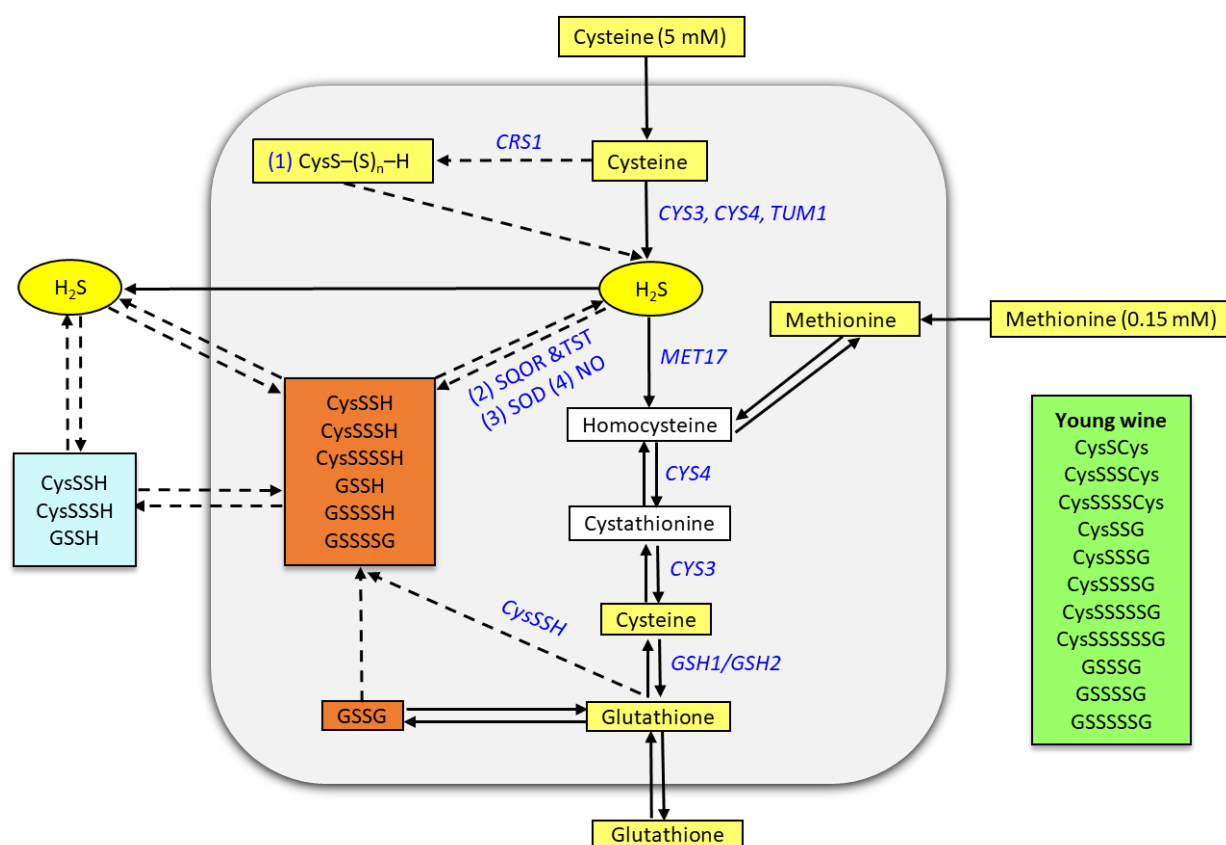 Cysteine (5 mM)
(1) CysS–(S)n–H
CRS1
Cysteine
CYS3, CYS4, TUM1
H2S
H2S
Methionine
Methionine (0.15 mM)
(2) SQOR &TST
(3) SOD (4) NO
MET17
CysSSH
CysSSSH
CysSSSSH
GSSH
GSSSSH
GSSSSG
Homocysteine
CYS4
CysSSH
CysSSSH
GSSH
Cystathionine
CYS3
CysSSH
Cysteine
GSH1/GSH2
GSSG
Glutathione
Glutathione
Young wine
CysSCys
CysSSSCys
CysSSSSCys
CysSSG
CysSSSG
CysSSSSG
CysSSSSSG
CysSSSSSSG
GSSSG
GSSSSG
GSSSSSG